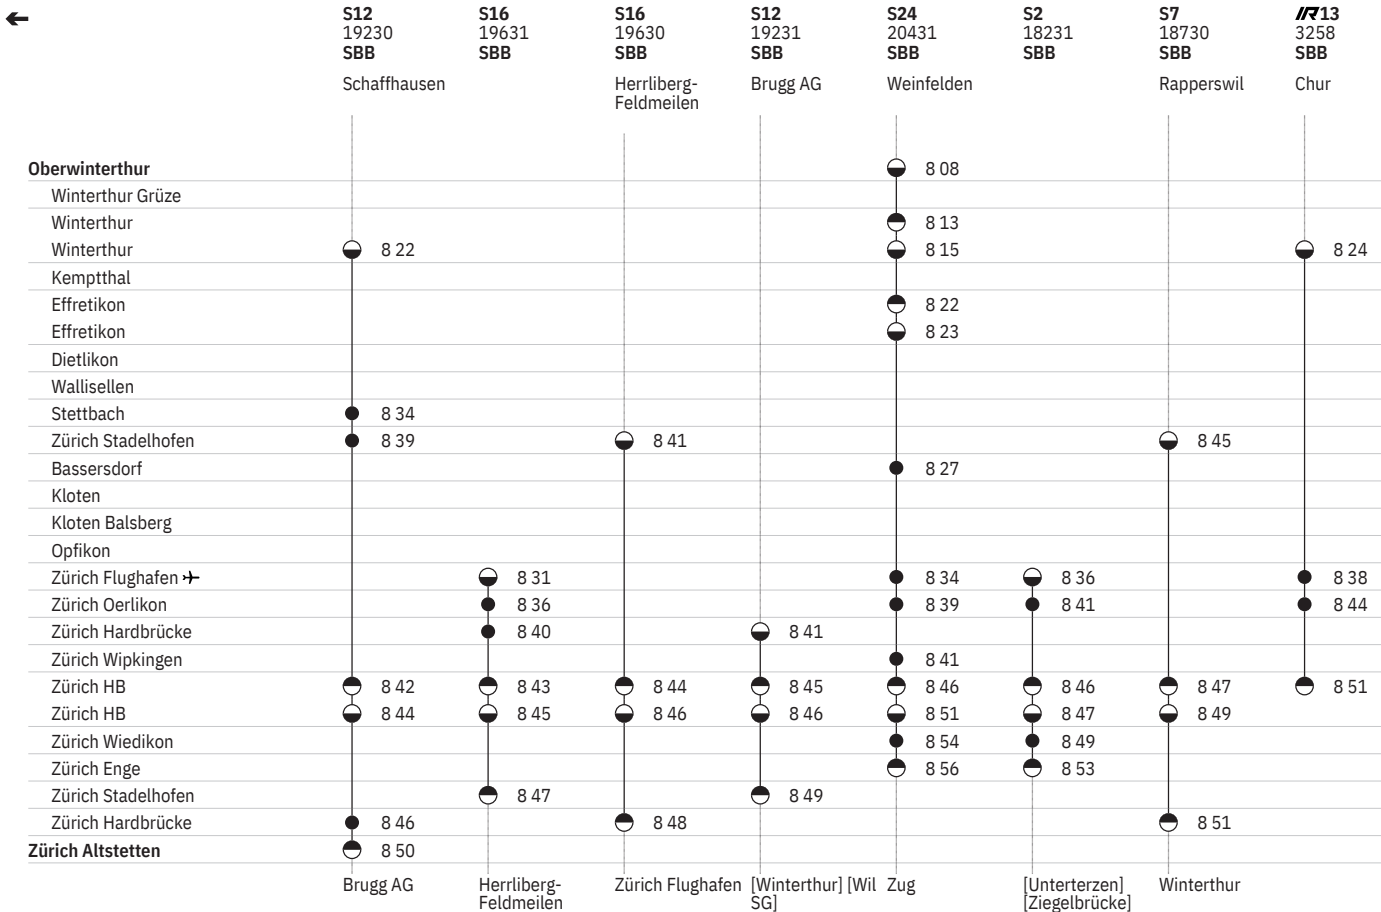 S12 S16 S16 S12 S24 S2 S7 IR13
19230 19631 19630 19231 20431 18231 18730 3258
SBB SBB SBB SBB SBB SBB SBB SBB
Schaffhausen Herrliberg- Brugg AG Weinfelden Rapperswil Chur
Feldmeilen
Oberwinterthur 8 08
Winterthur Grüze
Winterthur 8 13
Winterthur 8 22 8 15 8 24
Kemptthal
Effretikon 8 22
Effretikon 8 23
Dietlikon
Wallisellen
Stettbach 8 34
Zürich Stadelhofen 8 39 8 41 8 45
Bassersdorf 8 27
Kloten
Kloten Balsberg
Opfikon
Zürich Flughafen 8 31 8 34 8 36 8 38
Zürich Oerlikon 8 36 8 39 8 41 8 44
Zürich Hardbrücke 8 40 8 41
Zürich Wipkingen 8 41
Zürich HB 8 42 8 43 8 44 8 45 8 46 8 46 8 47 8 51
Zürich HB 8 44 8 45 8 46 8 46 8 51 8 47 8 49
Zürich Wiedikon 8 54 8 49
Zürich Enge 8 56 8 53
Zürich Stadelhofen 8 47 8 49
Zürich Hardbrücke 8 46 8 48 8 51
Zürich Altstetten 8 50
Brugg AG Herrliberg- Zürich Flughafen [Winterthur] [Wil Zug [Unterterzen] Winterthur
Feldmeilen SG] [Ziegelbrücke]